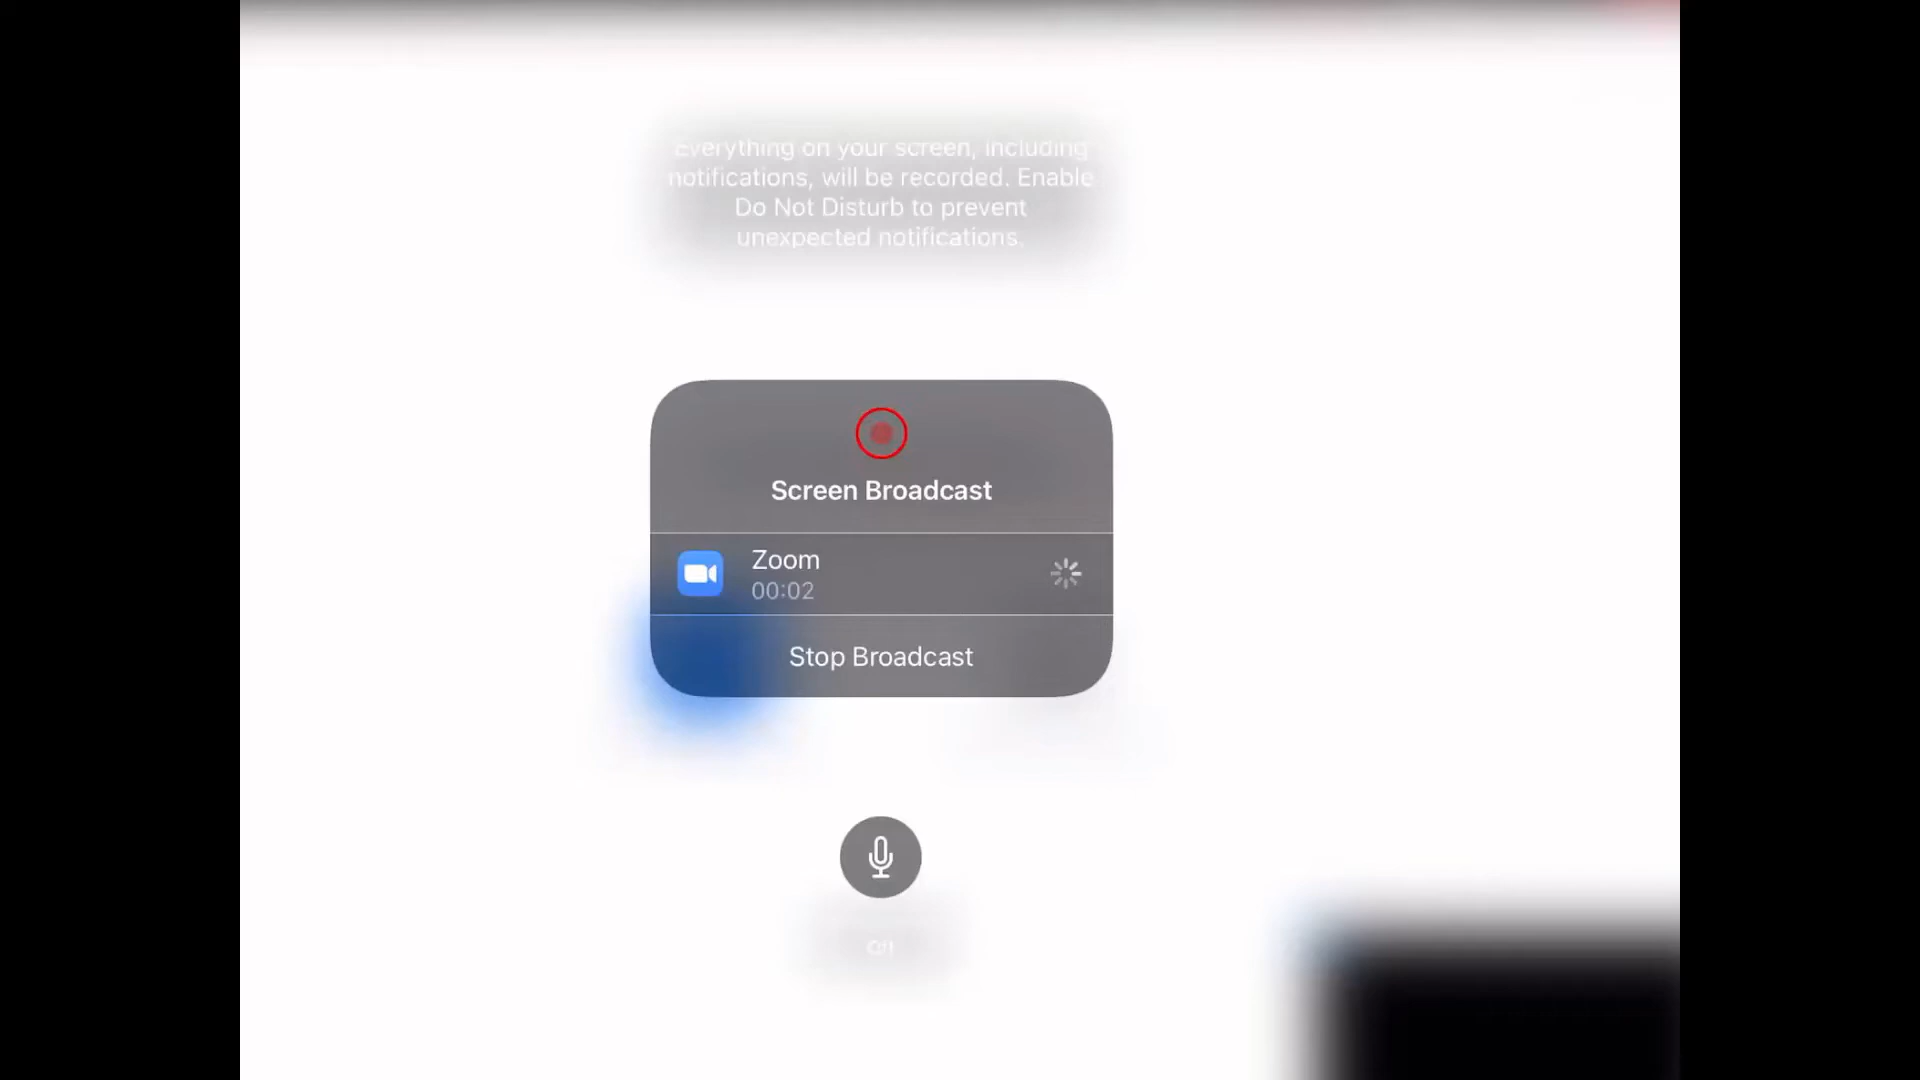 Everything on your screen, including
notifications, will be recorded. Enable
Do Not Disturb to prevent
unexpected notifications.
Screen Broadcast
Zoom
00:02
Stop Broadcast
Off